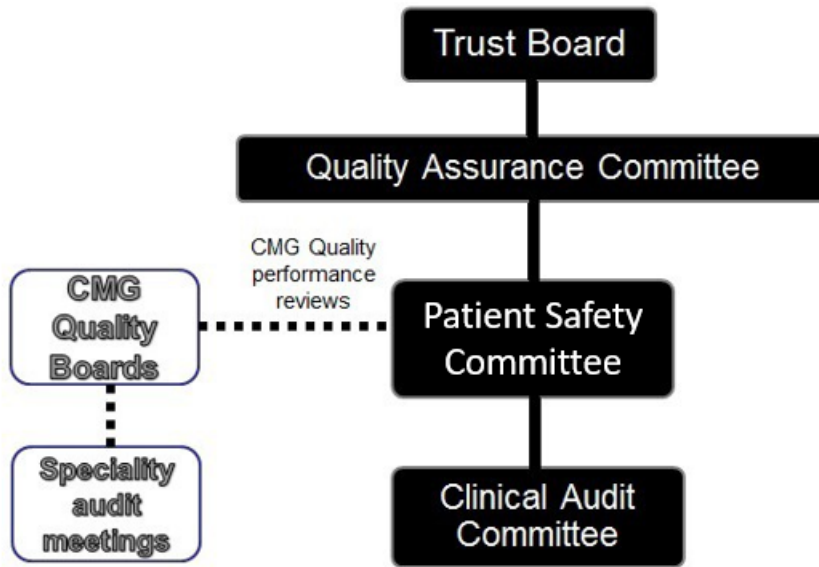 Trust Board
Quality Assurance Committee
CMG Quality
performance
reviews
CMG
Quality
Boards
Patient Safety
Committee
Speciality
audit
meetings
Clinical Audit
Committee